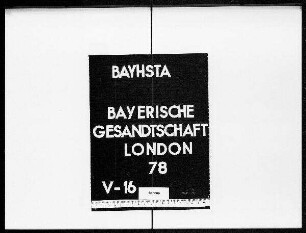 BAYHSTA
BAYERISCHE
GESANDTSCHAFT
LONDON
78
V-16